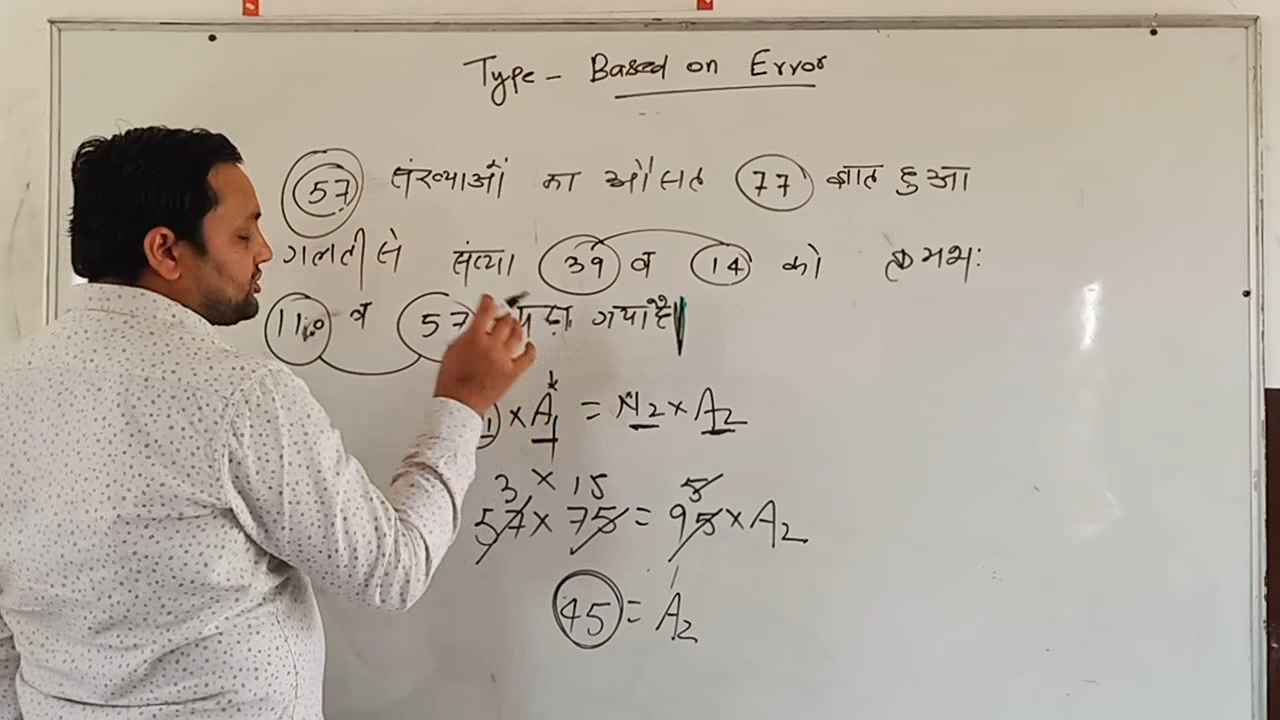 Type - Based on Error
57 संख्याओं का औसत 77 ज्ञात हुआ
गलती से संख्या 39 व 14 को क्रमशः
110 व 57 पढ़ा गया है।
1 × A1 = N2 × A2
3 × 15 5
57 × 75 = 95 × A2
45 = A2